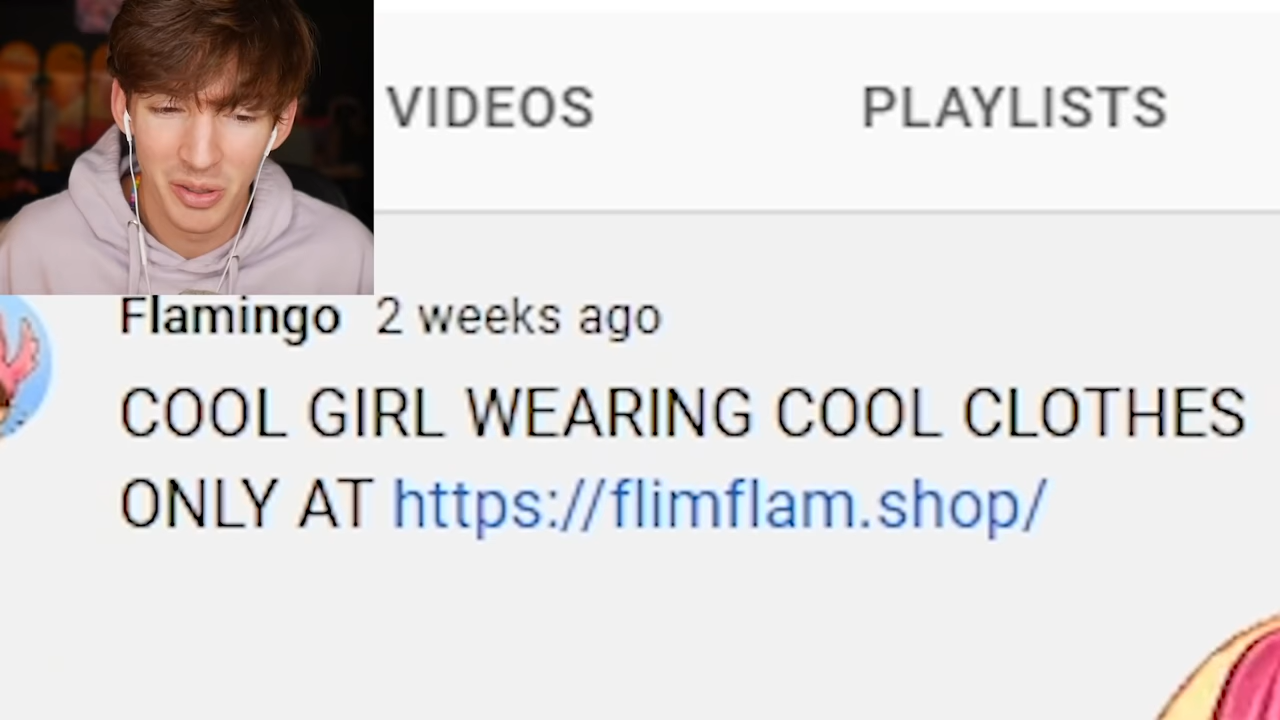 VIDEOS PLAYLISTS
Flamingo 2 weeks ago
COOL GIRL WEARING COOL CLOTHES
ONLY AT https://flimflam.shop/